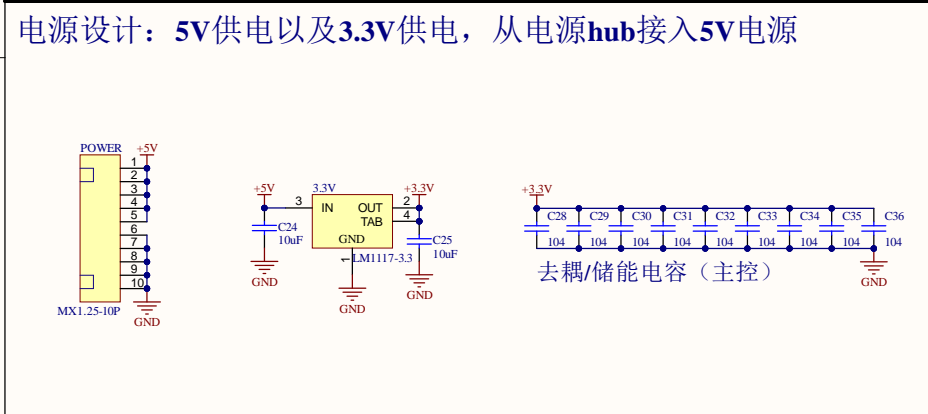 电源设计：5V供电以及3.3V供电，从电源hub接入5V电源
POWER
+5V
1
2
3
4
5
6
7
8
9
10
MX1.25-10P
GND
+5V
3.3V
+3.3V
3
IN
OUT
2
TAB
4
GND
1
C24
10uF
LM1117-3.3
C25
10uF
GND
GND
GND
+3.3V
C28
C29
C30
C31
C32
C33
C34
C35
C36
104
104
104
104
104
104
104
104
104
去耦/储能电容（主控）
GND